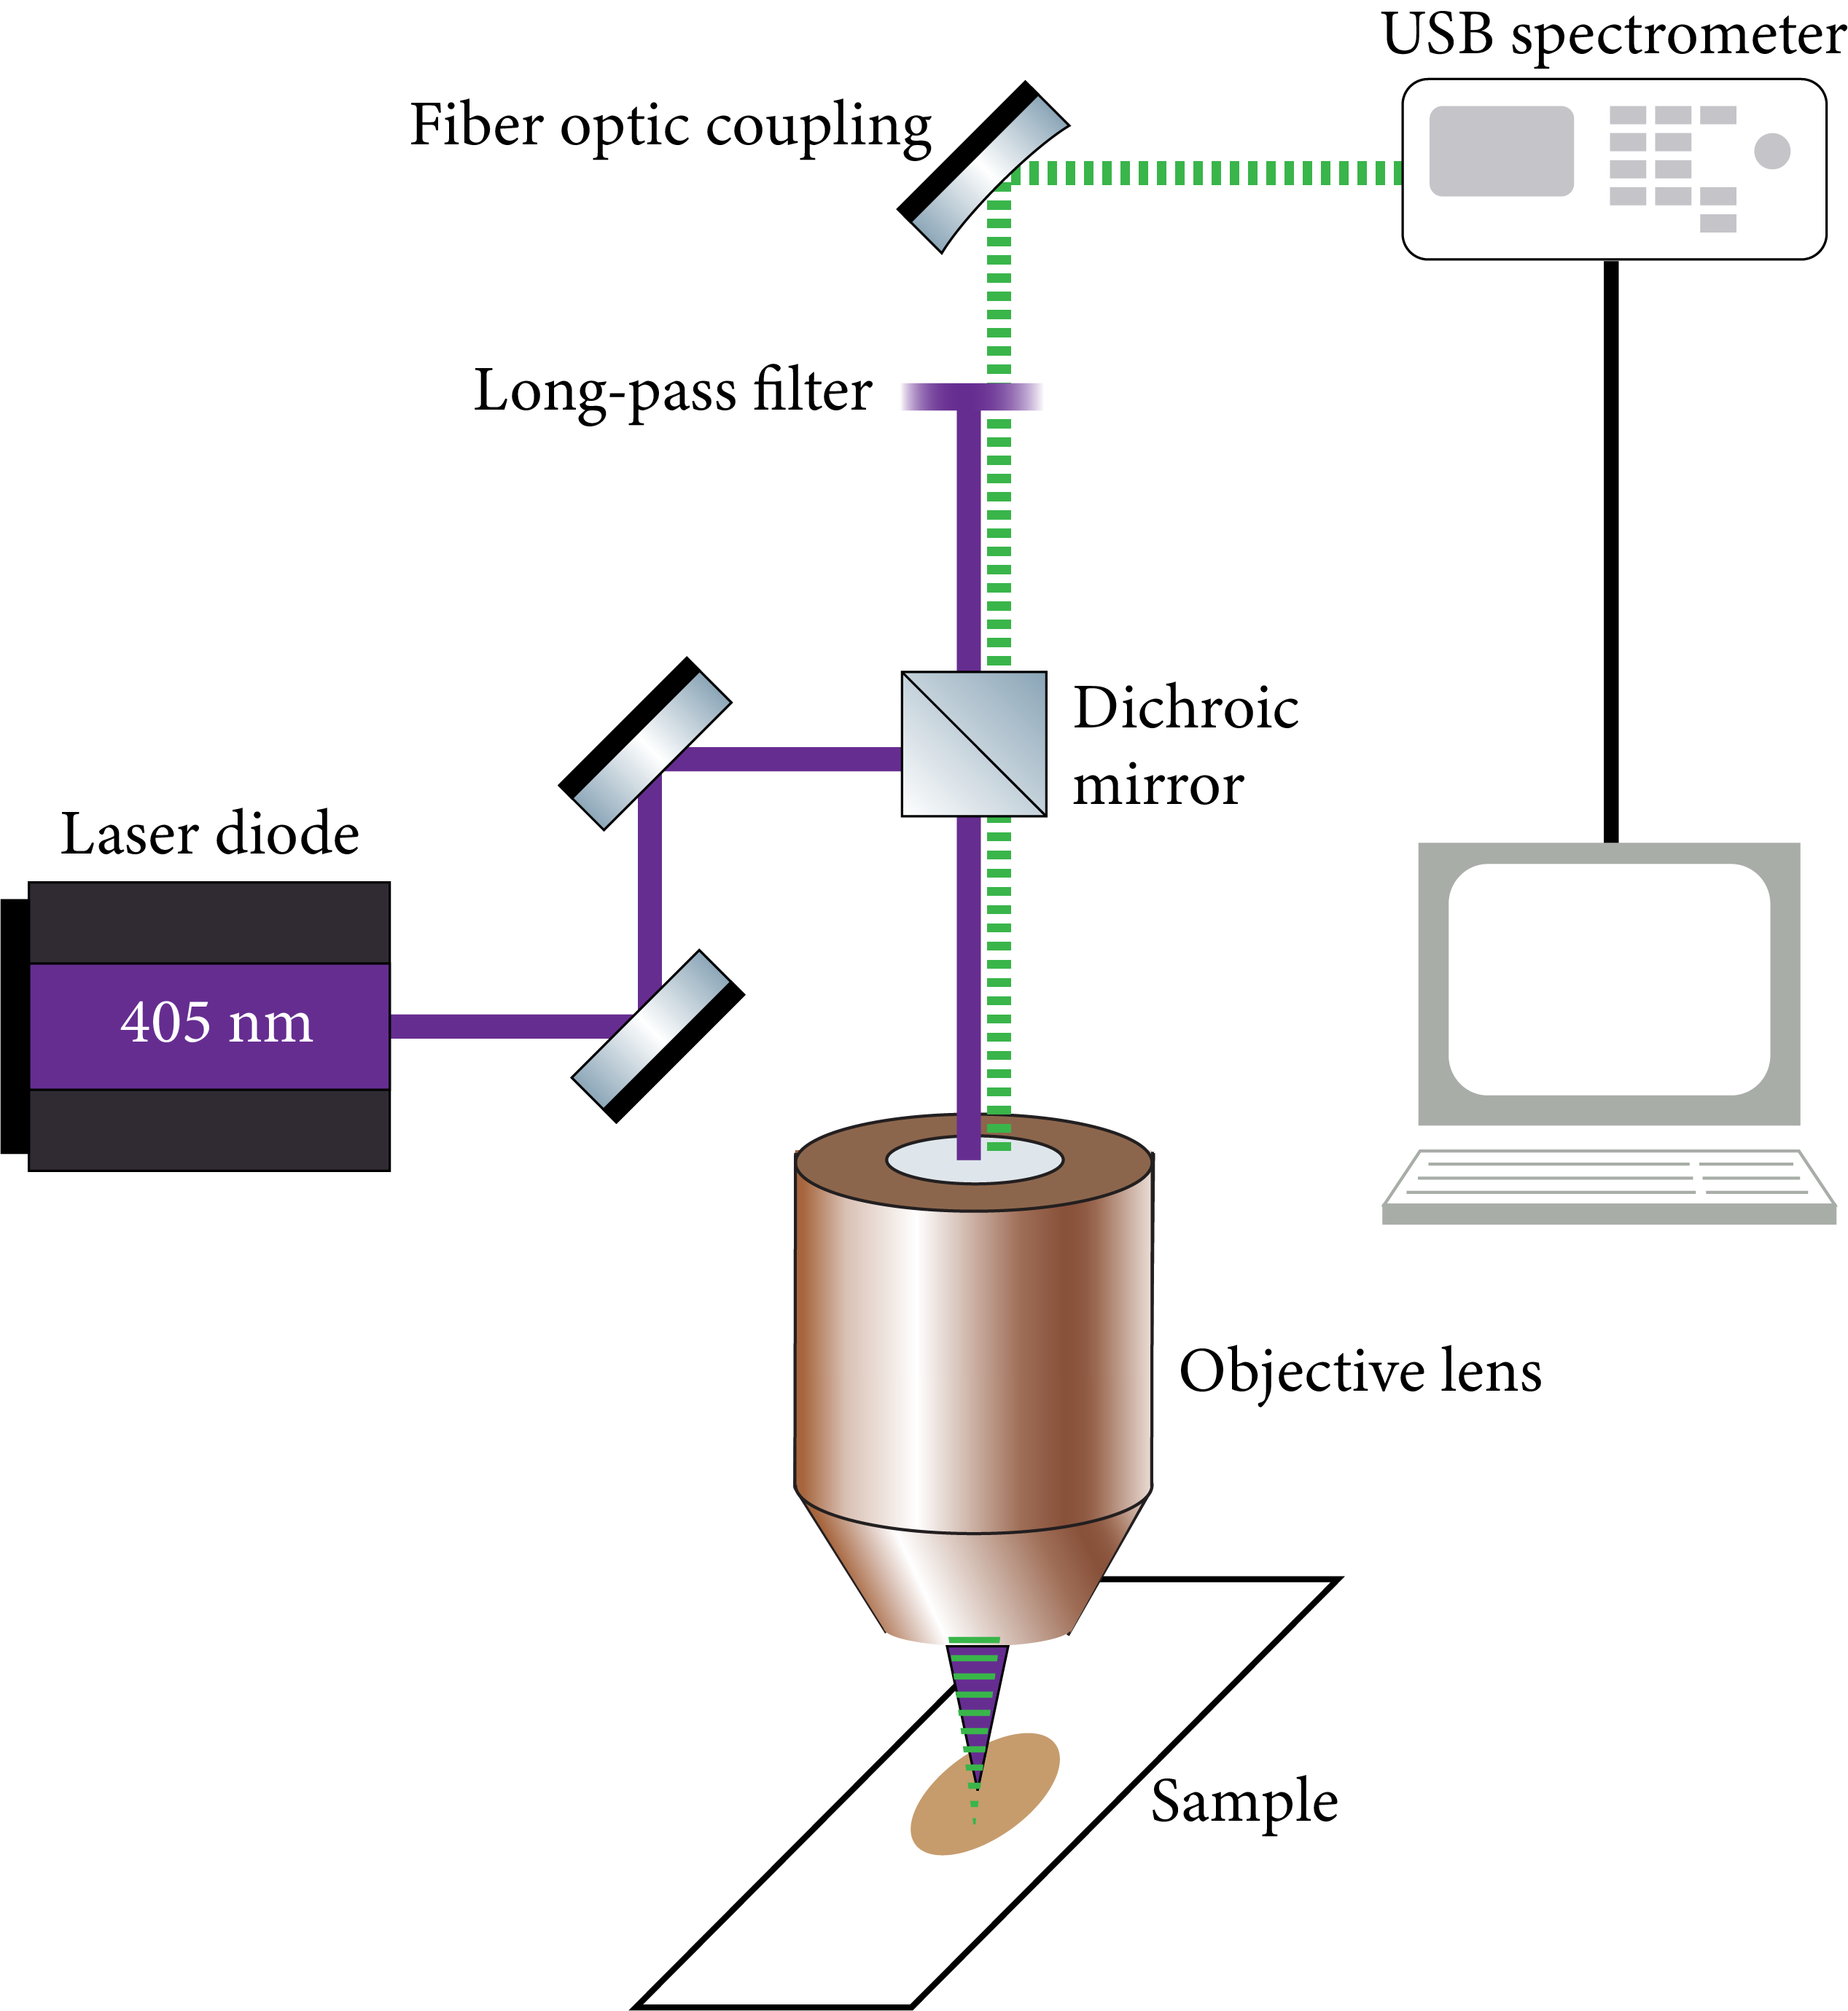 USB spectrometer
Fiber optic coupling
Long-pass filter
Dichroic
mirror
Laser diode
405 nm
Objective lens
Sample